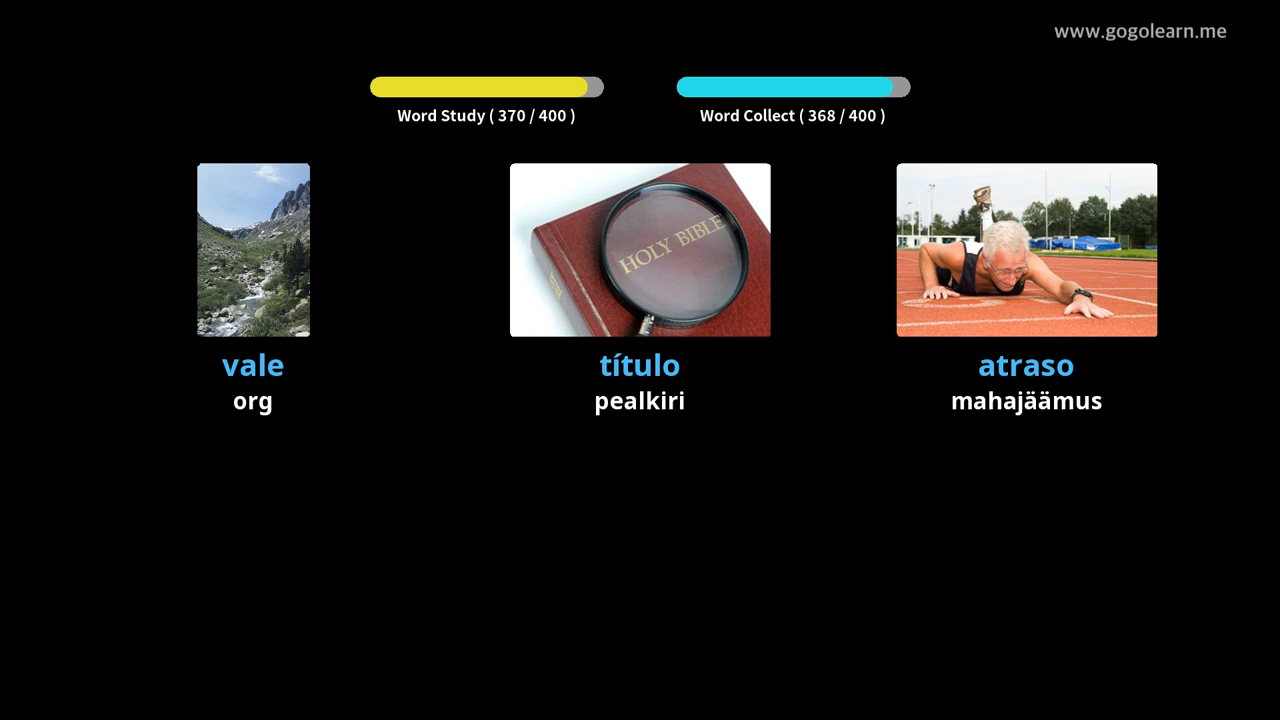 www.gogolearn.me
Word Study ( 370 / 400 )
Word Collect ( 368 / 400 )
HOLY BIBLE
vale
título
atraso
org
pealkiri
mahajäämus